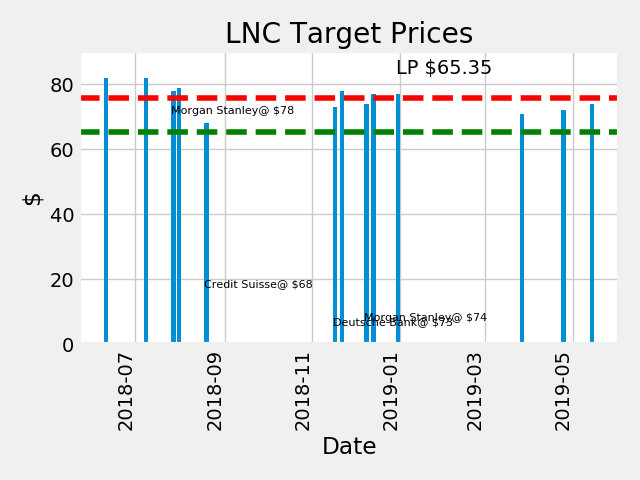 LNC Target Prices
LP $65.35
80
Morgan Stanley@ $78
60
$
40
20
Credit Suisse@ $68
Morgan Stanley@ $74
Deutsche Bank@ $73
0
2018-07
2018-09
2018-11
2019-01
2019-03
2019-05
Date